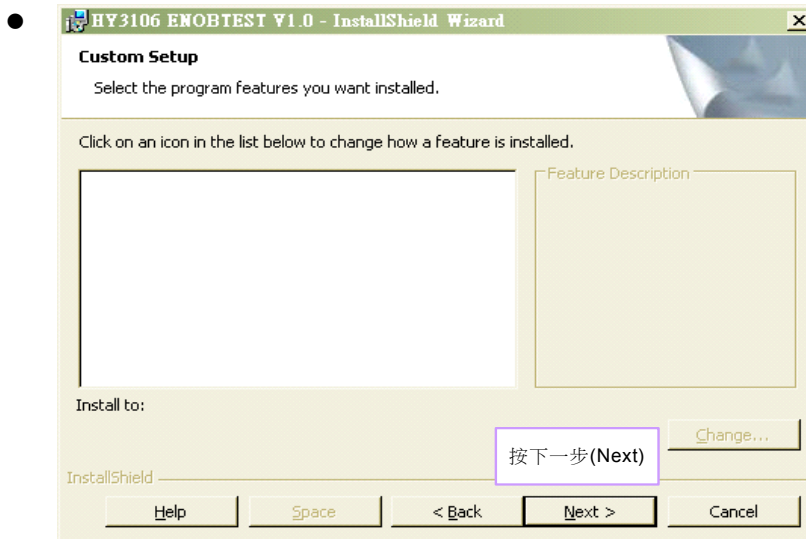 HY3106 ENOBTEST V1.0 - InstallShield Wizard
Custom Setup
Select the program features you want installed.
Click on an icon in the list below to change how a feature is installed.
Feature Description
Install to:
Change...
按下一步(Next)
InstallShield
Help
Space
< Back
Next >
Cancel